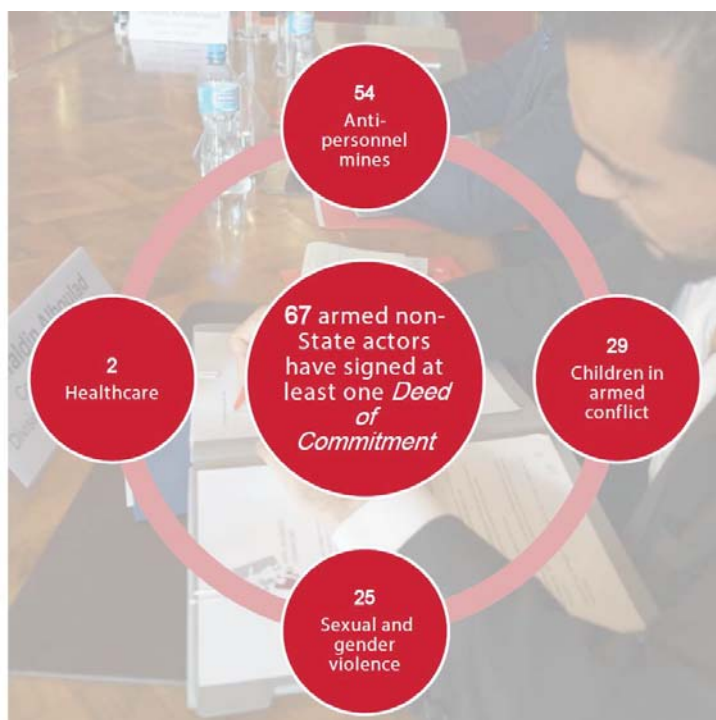 54
Anti-
personnel
mines
67 armed non-
State actors
have signed at
least one Deed
of
Commitment
2
Healthcare
29
Children in
armed
conflict
25
Sexual and
gender
violence